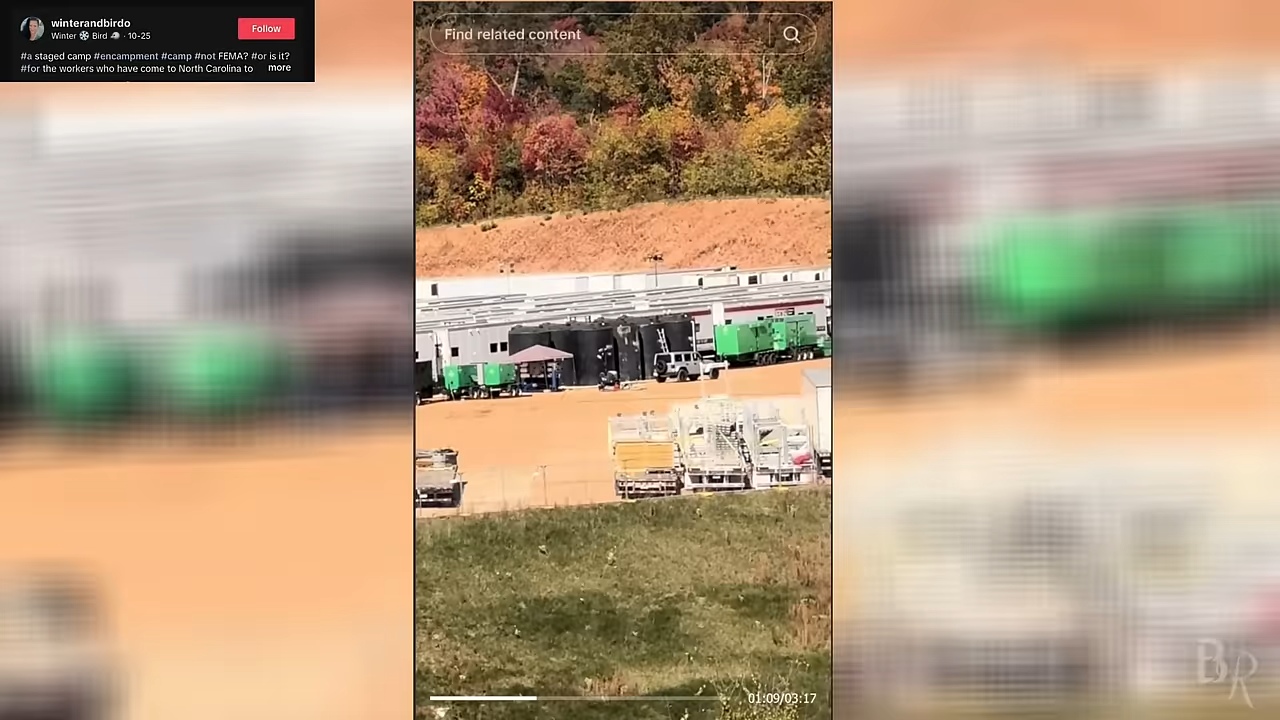 winterandbirdo
Winter ❄️ Bird 🦔 · 10-25
Follow
#a staged camp #encampment #camp #not FEMA? #or is it?
#for the workers who have come to North Carolina to more
Find related content
01:09/03:17
BR